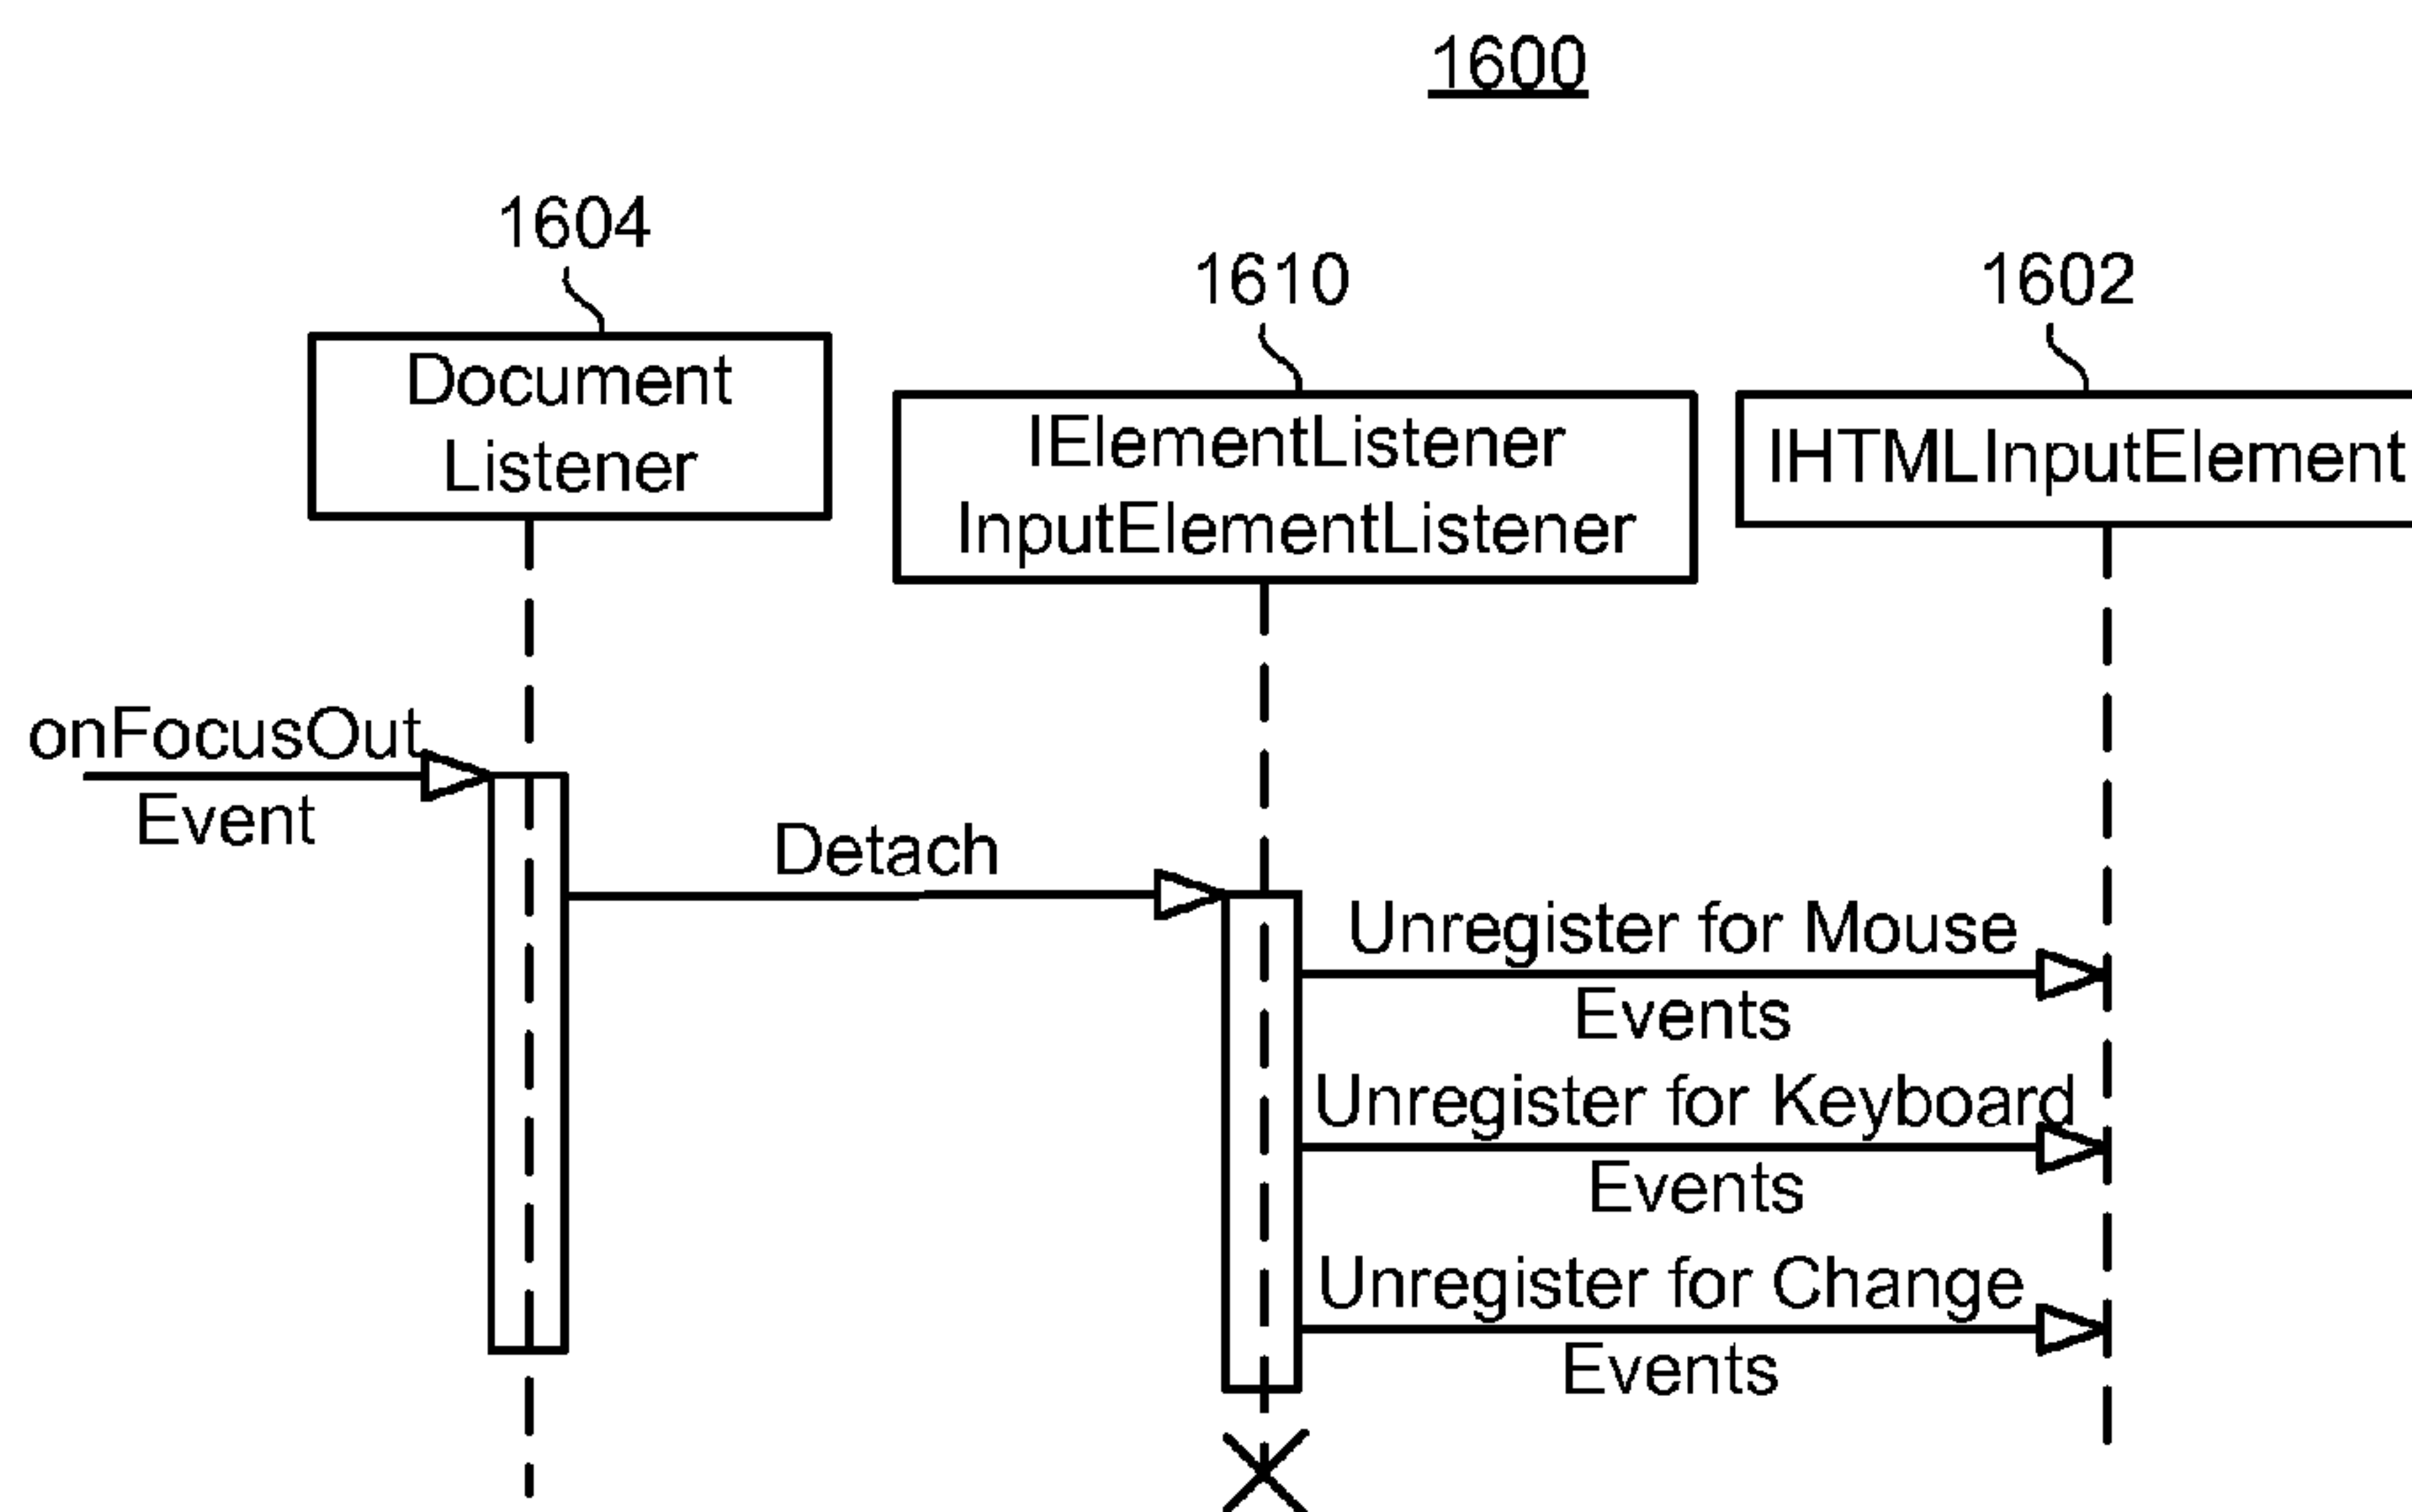 1600
1604
1610
1602
Document
Listener
IElementListener
InputElementListener
IHTMLInputElement
onFocusOut
Event
Detach
Unregister for Mouse
Events
Unregister for Keyboard
Events
Unregister for Change
Events